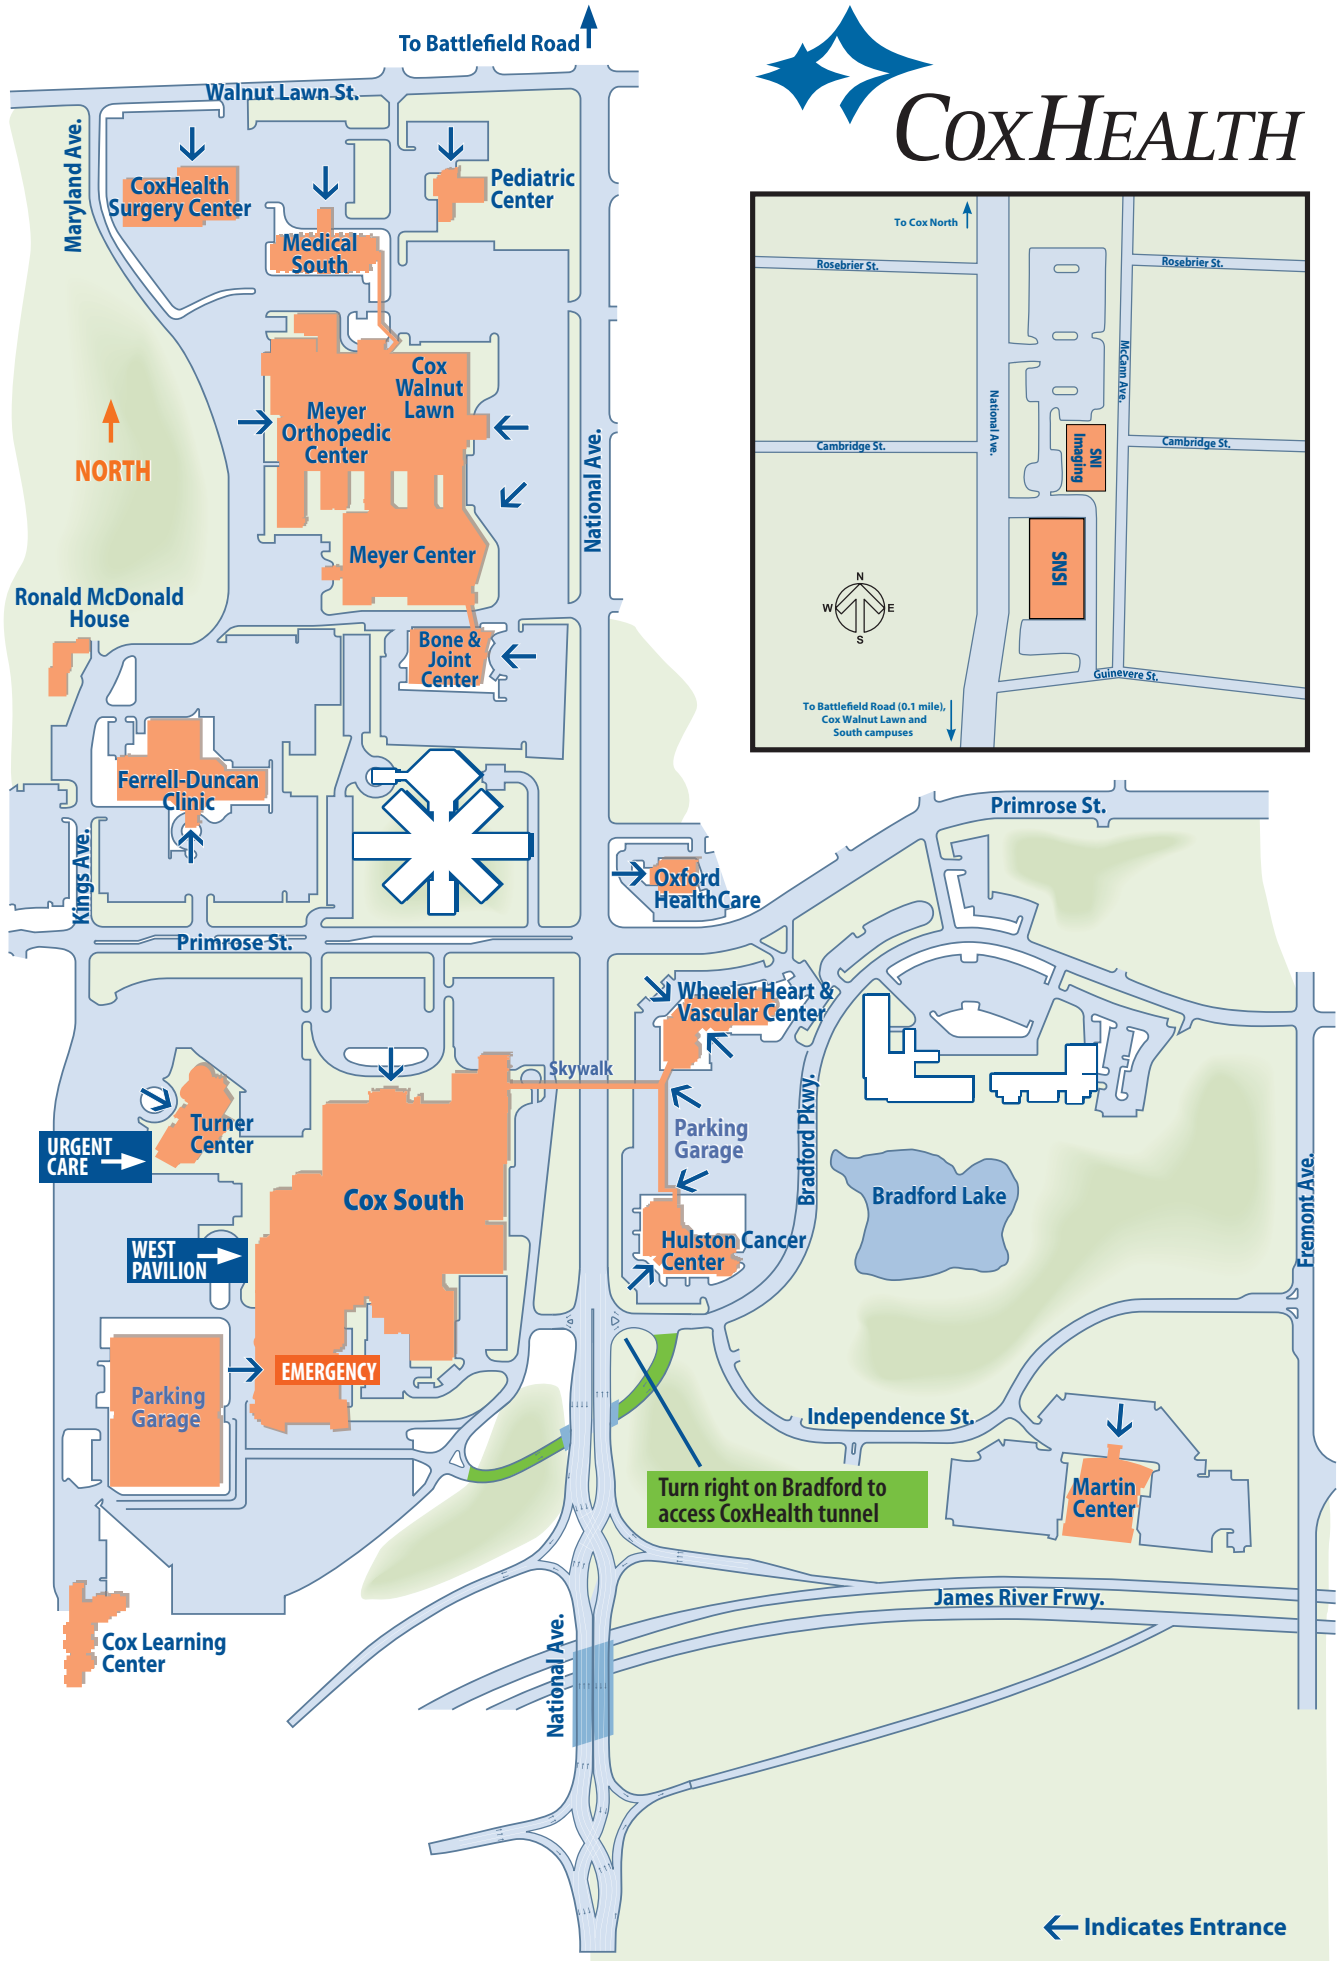 To Battlefield Road
COXHEALTH
Walnut Lawn St.
Maryland Ave.
CoxHealth
Surgery Center
Pediatric
Center
Medical
South
Cox
Walnut
Lawn
Meyer
Orthopedic
Center
NORTH
National Ave.
Meyer Center
Ronald McDonald
House
Bone &
Joint
Center
Ferrell-Duncan
Clinic
Kings Ave.
Oxford
HealthCare
Primrose St.
To Cox North
Rosebrier St.
Rosebrier St.
McCann Ave.
National Ave.
Cambridge St.
Cambridge St.
SNI
Imaging
SNSI
N
W
E
S
Guinevere St.
To Battlefield Road (0.1 mile),
Cox Walnut Lawn and
South campuses
Primrose St.
Wheeler Heart &
Vascular Center
Skywalk
Turner
Center
URGENT
CARE
Parking
Garage
Bradford Pkwy.
Cox South
Bradford Lake
Fremont Ave.
WEST
PAVILION
Hulston Cancer
Center
EMERGENCY
Parking
Garage
Independence St.
Turn right on Bradford to
access CoxHealth tunnel
Martin
Center
James River Frwy.
Cox Learning
Center
National Ave.
Indicates Entrance